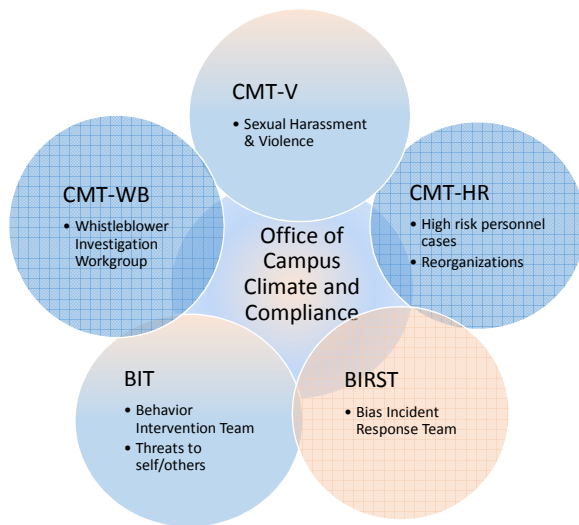 CMT-V
• Sexual Harassment
& Violence
CMT-WB
• Whistleblower
Investigation
Workgroup
CMT-HR
• High risk personnel
cases
• Reorganizations
Office of
Campus
Climate and
Compliance
BIT
• Behavior
Intervention Team
• Threats to
self/others
BIRST
• Bias Incident
Response Team